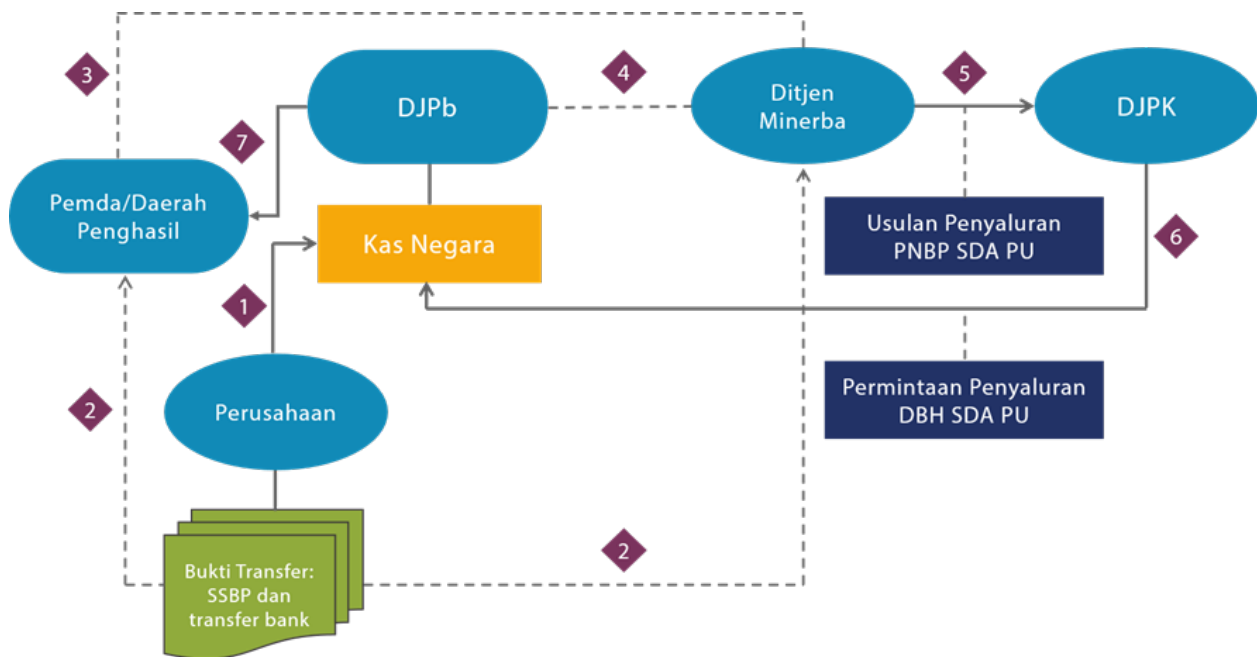 3
DJPb
4
Ditjen
Minerba
5
DJPK
7
Pemda/Daerah
Penghasil
Kas Negara
Usulan Penyaluran
PNBP SDA PU
6
1
2
Perusahaan
Permintaan Penyaluran
DBH SDA PU
2
Bukti Transfer:
SSBP dan
transfer bank